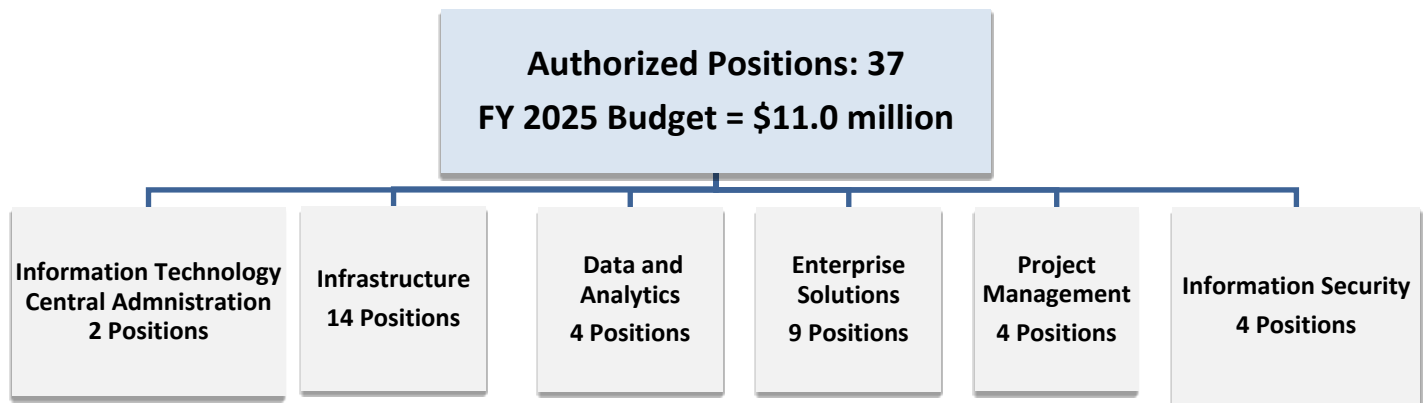 Authorized Positions: 37
FY 2025 Budget = $11.0 million
Information Technology
Central Admnistration
2 Positions
Infrastructure
14 Positions
Data and
Analytics
4 Positions
Enterprise
Solutions
9 Positions
Project
Management
4 Positions
Information Security
4 Positions